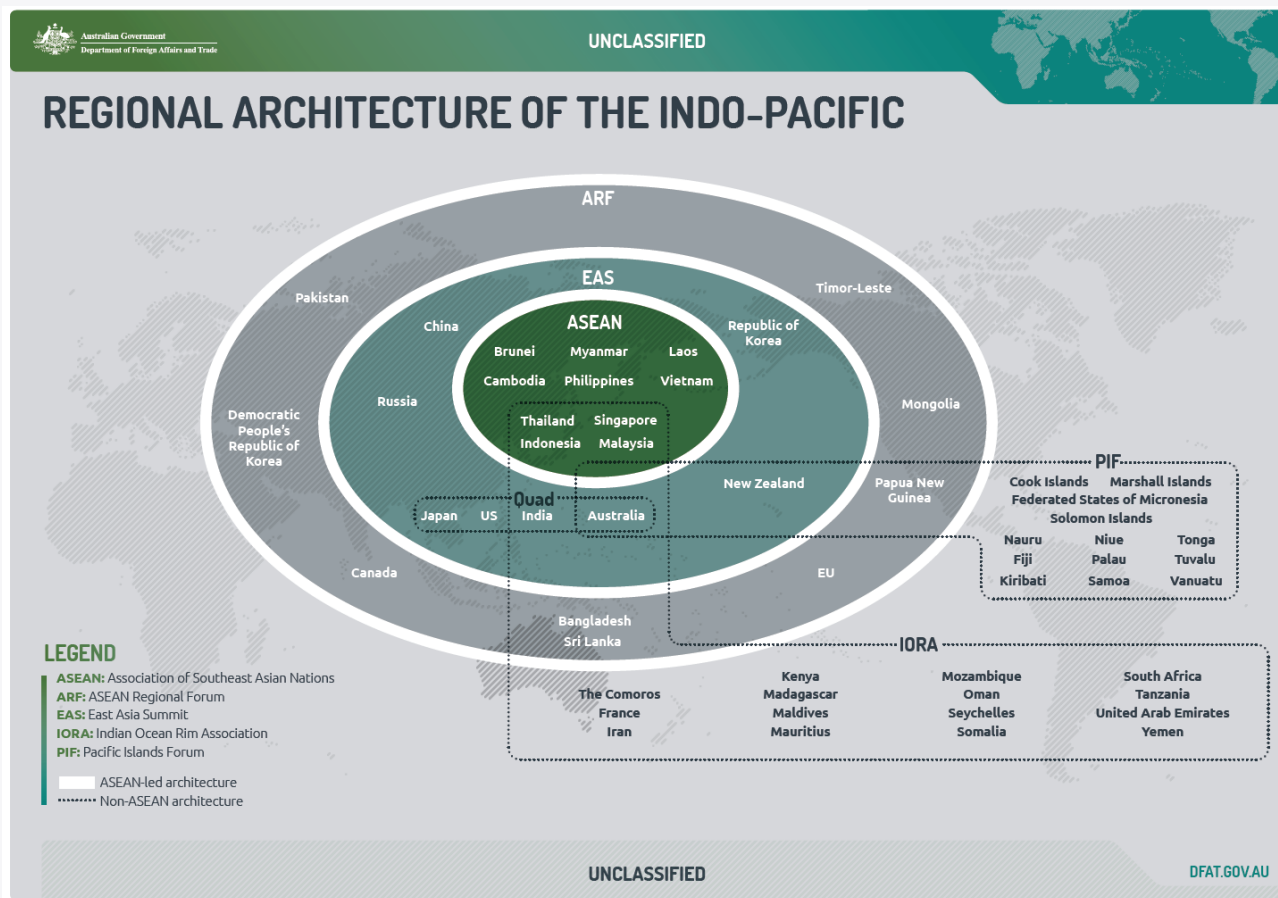 Australian Government
Department of Foreign Affairs and Trade
UNCLASSIFIED
REGIONAL ARCHITECTURE OF THE INDO-PACIFIC
ARF
EAS
Timor-Leste
Pakistan
ASEAN
China
Republic of
Korea
Brunei Myanmar Laos
Cambodia Philippines Vietnam
Russia
Mongolia
Democratic
People's
Republic of
Korea
Thailand Singapore
Indonesia Malaysia
PIF
New Zealand
Papua New
Guinea
Cook Islands Marshall Islands
Federated States of Micronesia
Solomon Islands
Quad
Japan US India Australia
Nauru Niue Tonga
Fiji Palau Tuvalu
Kiribati Samoa Vanuatu
Canada
EU
Bangladesh
Sri Lanka
IORA
Kenya Mozambique South Africa
The Comoros Madagascar Oman Tanzania
France Maldives Seychelles United Arab Emirates
Iran Mauritius Somalia Yemen
LEGEND
ASEAN: Association of Southeast Asian Nations
ARF: ASEAN Regional Forum
EAS: East Asia Summit
IORA: Indian Ocean Rim Association
PIF: Pacific Islands Forum
ASEAN-led architecture
Non-ASEAN architecture
UNCLASSIFIED
DFAT.GOV.AU